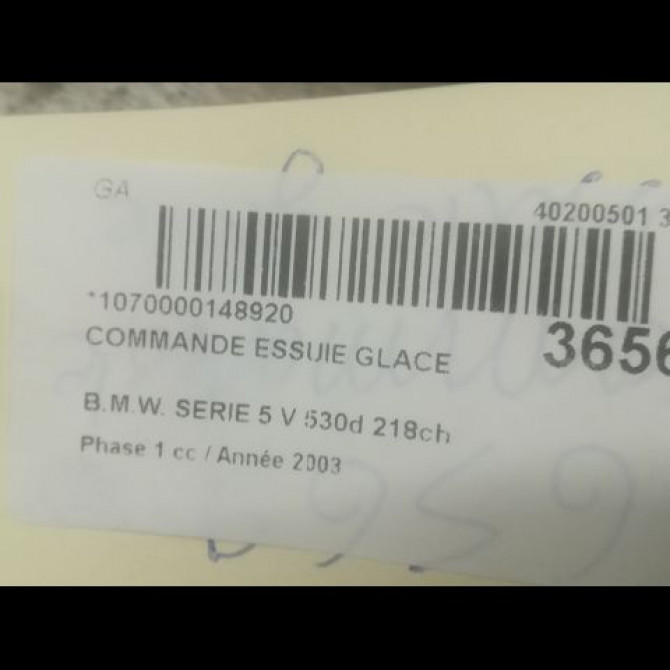 GA
40200501 3
*1070000148920
3656
COMMANDE ESSUIE GLACE
B.M.W. SERIE 5 V 530d 218ch
Phase 1 cc / Année 2003